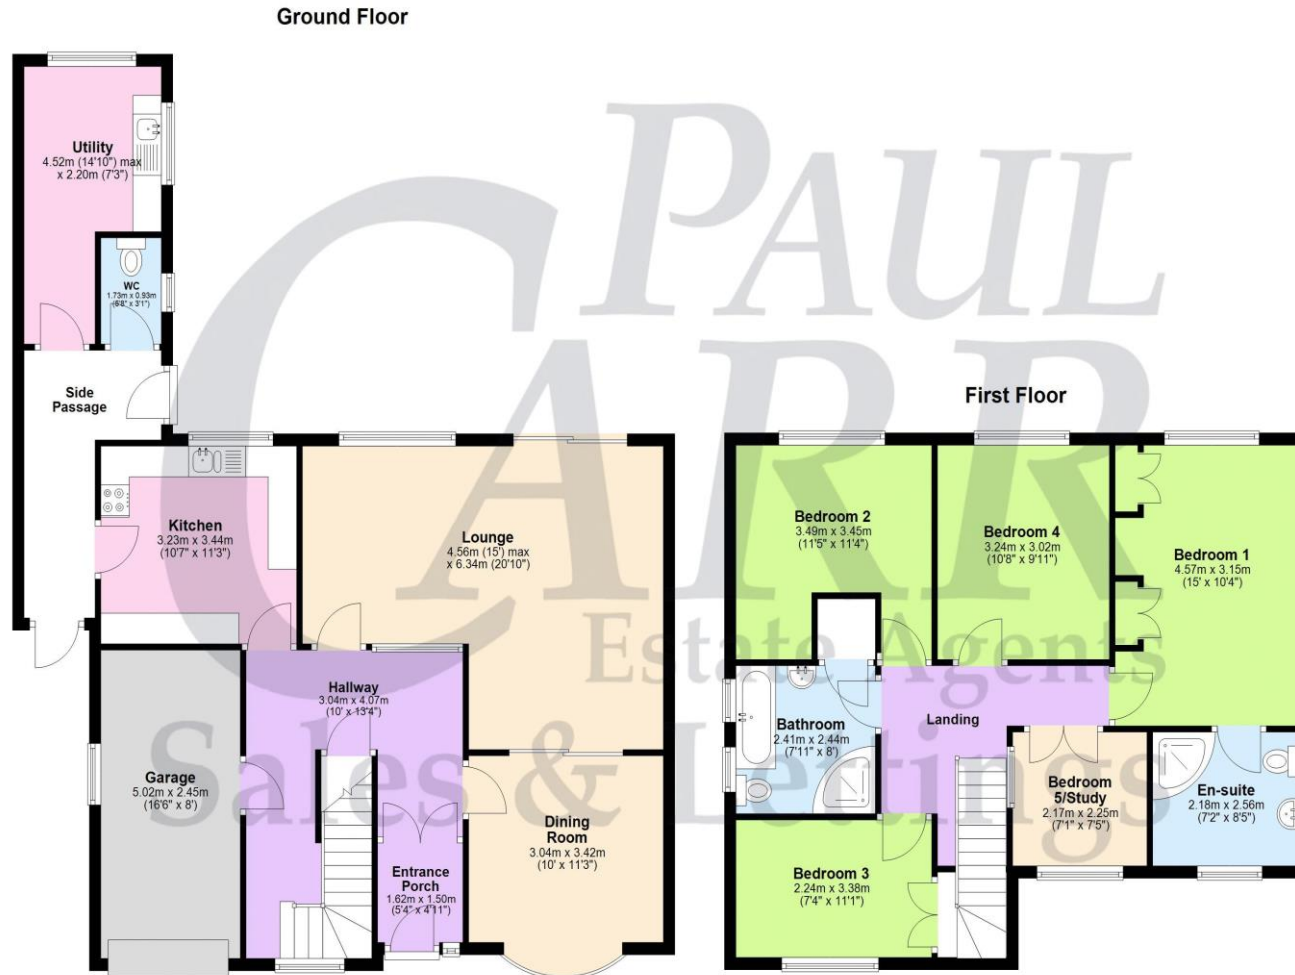 Ground Floor
Utility
4.52m (14'10") max
x 2.20m (7'3")
WC
1.73m x 0.93m
(5'8" x 3'1")
Side
Passage
Kitchen
3.23m x 3.44m
(10'7" x 11'3")
Lounge
4.56m (15') max
x 6.34m (20'10")
Hallway
3.04m x 4.07m
(10' x 13'4")
Garage
5.02m x 2.45m
(16'6" x 8')
Entrance
Porch
1.62m x 1.50m
(5'4" x 4'11")
Dining
Room
3.04m x 3.42m
(10' x 11'3")
First Floor
Bedroom 2
3.49m x 3.45m
(11'5" x 11'4")
Bedroom 4
3.24m x 3.02m
(10'8" x 9'11")
Bedroom 1
4.57m x 3.15m
(15' x 10'4")
Landing
Bathroom
2.41m x 2.44m
(7'11" x 8')
Bedroom
5/Study
2.17m x 2.25m
(7'1" x 7'5")
En-suite
2.18m x 2.56m
(7'2" x 8'5")
Bedroom 3
2.24m x 3.38m
(7'4" x 11'1")
PAUL
CARR
Estate Agents
Sales & Lettings